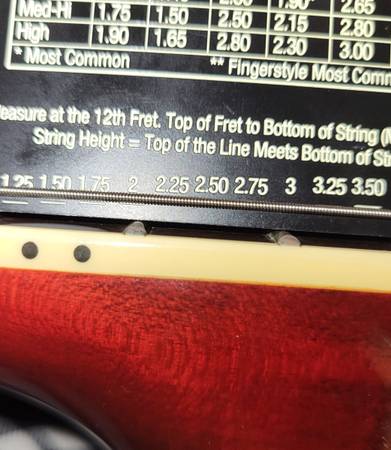 2.65
Med-Hi 1.75 1.50 2.50 2.15 2.80
High 1.90 1.65 2.80 2.30 3.00
* Most Common ** Fingerstyle Most
at the 12th Fret. Top of Fret to Bottom of String
String Height = Top of the Line Meets Bottom of
1.25 1.50 1.75 2 2.25 2.50 2.75 3 3.25 3.50